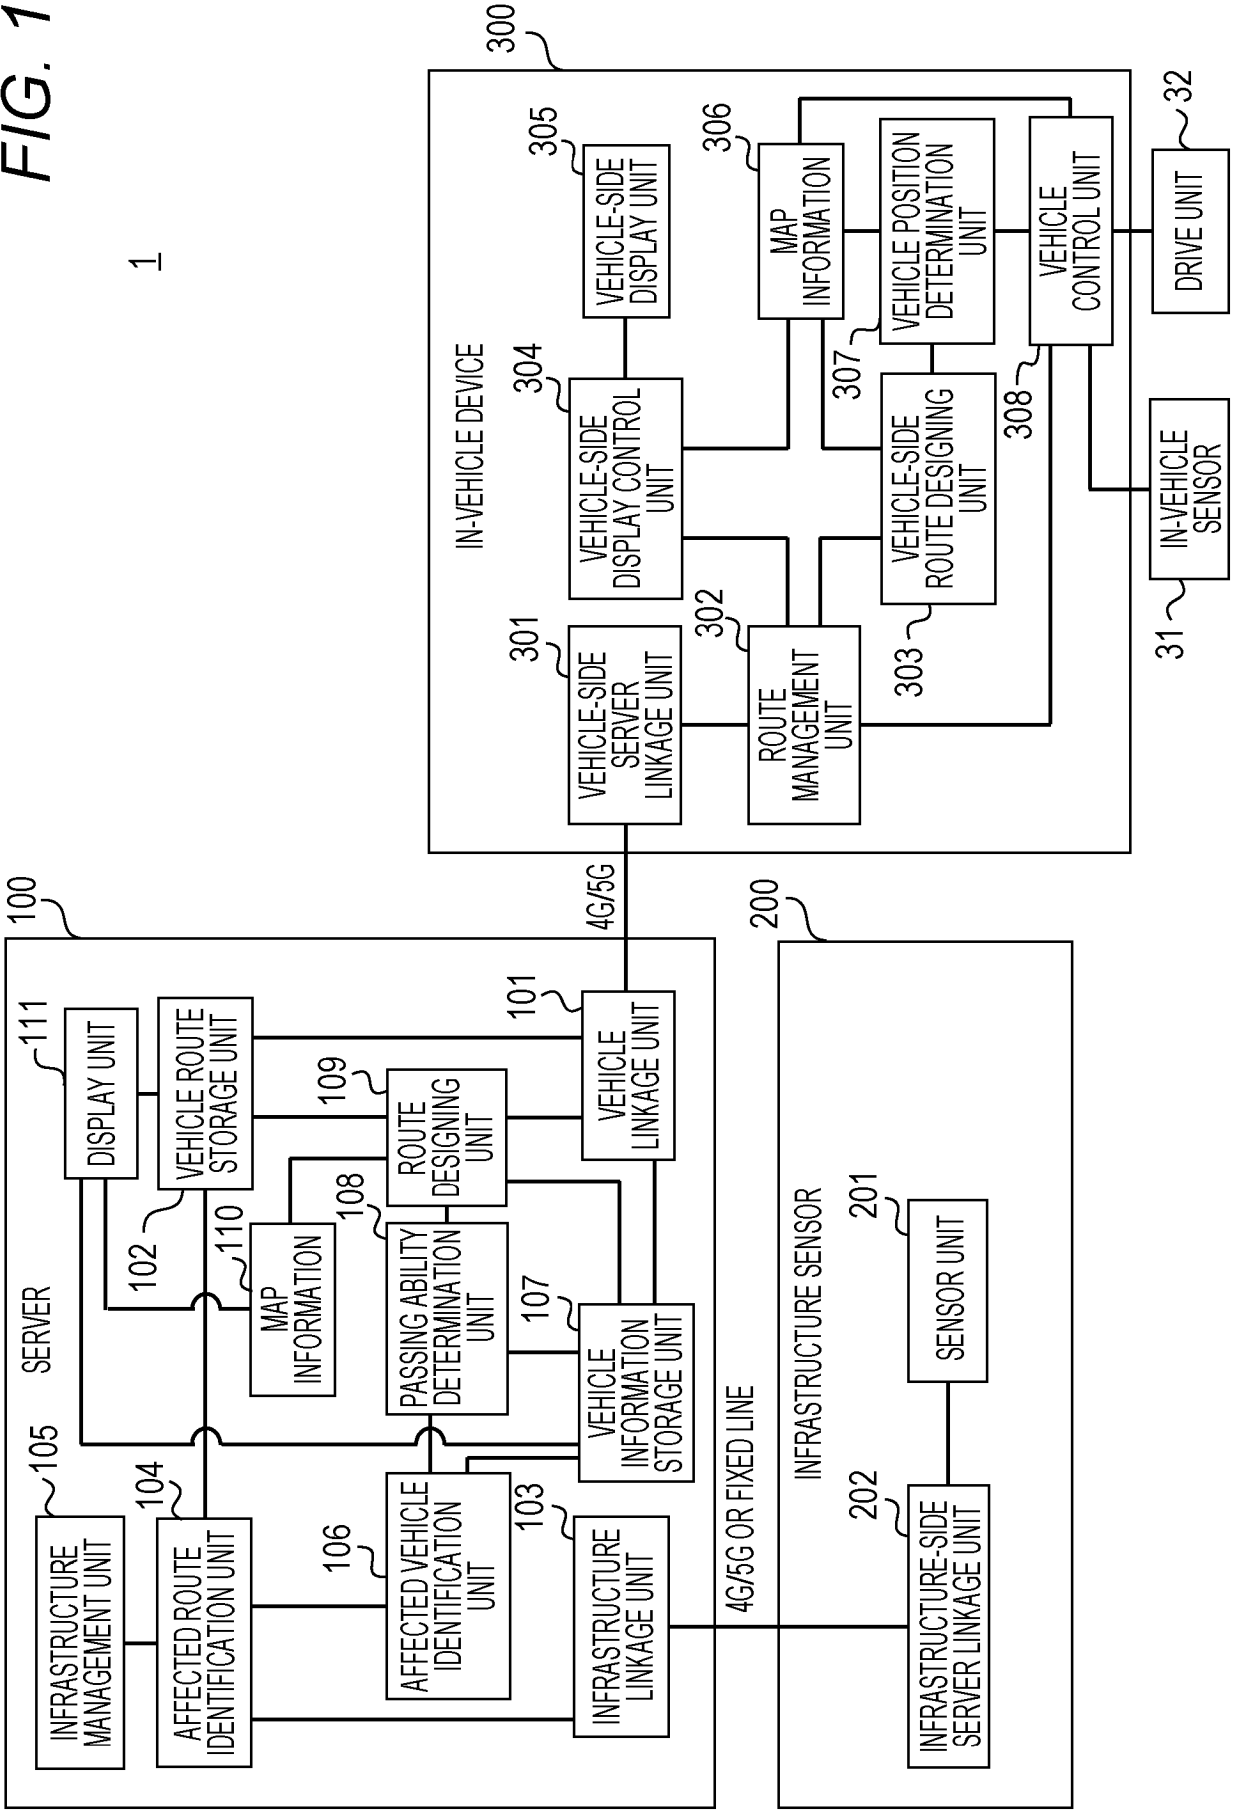 FIG. 1
1
SERVER
100
INFRASTRUCTURE
MANAGEMENT UNIT
105
DISPLAY UNIT
111
AFFECTED ROUTE
IDENTIFICATION UNIT
104
VEHICLE ROUTE
STORAGE UNIT
102
MAP
INFORMATION
110
AFFECTED VEHICLE
IDENTIFICATION
UNIT
106
PASSING ABILITY
DETERMINATION
UNIT
108
ROUTE
DESIGNING
UNIT
109
INFRASTRUCTURE
LINKAGE UNIT
103
VEHICLE
INFORMATION
STORAGE UNIT
107
VEHICLE
LINKAGE UNIT
101
4G/5G
4G/5G OR FIXED LINE
INFRASTRUCTURE SENSOR
200
INFRASTRUCTURE-SIDE
SERVER LINKAGE UNIT
202
SENSOR UNIT
201
IN-VEHICLE DEVICE
300
VEHICLE-SIDE
SERVER
LINKAGE UNIT
301
VEHICLE-SIDE
DISPLAY CONTROL
UNIT
304
VEHICLE-SIDE
DISPLAY UNIT
305
ROUTE
MANAGEMENT
UNIT
302
MAP
INFORMATION
306
VEHICLE-SIDE
ROUTE DESIGNING
UNIT
303
VEHICLE POSITION
DETERMINATION
UNIT
307
VEHICLE
CONTROL UNIT
308
IN-VEHICLE
SENSOR
31
DRIVE UNIT
32